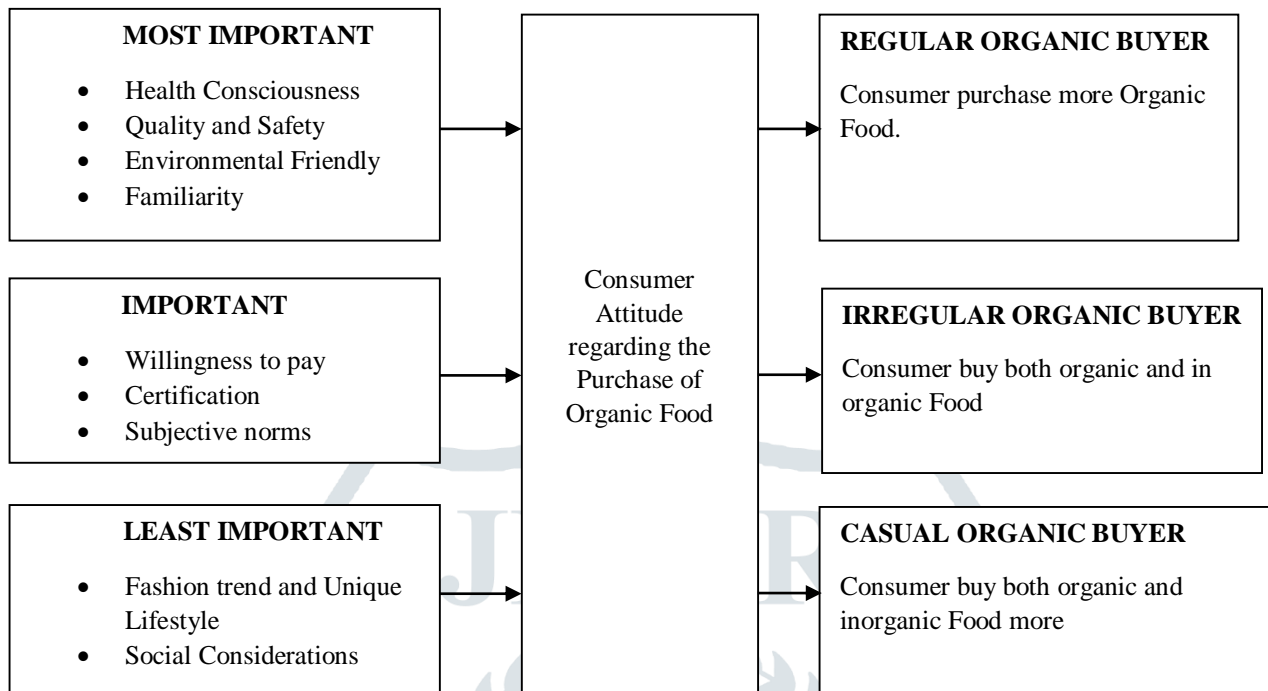 MOST IMPORTANT
• Health Consciousness
• Quality and Safety
• Environmental Friendly
• Familiarity
IMPORTANT
• Willingness to pay
• Certification
• Subjective norms
LEAST IMPORTANT
• Fashion trend and Unique
Lifestyle
• Social Considerations
Consumer
Attitude
regarding the
Purchase of
Organic Food
REGULAR ORGANIC BUYER
Consumer purchase more Organic
Food.
IRREGULAR ORGANIC BUYER
Consumer buy both organic and in
organic Food
CASUAL ORGANIC BUYER
Consumer buy both organic and
inorganic Food more